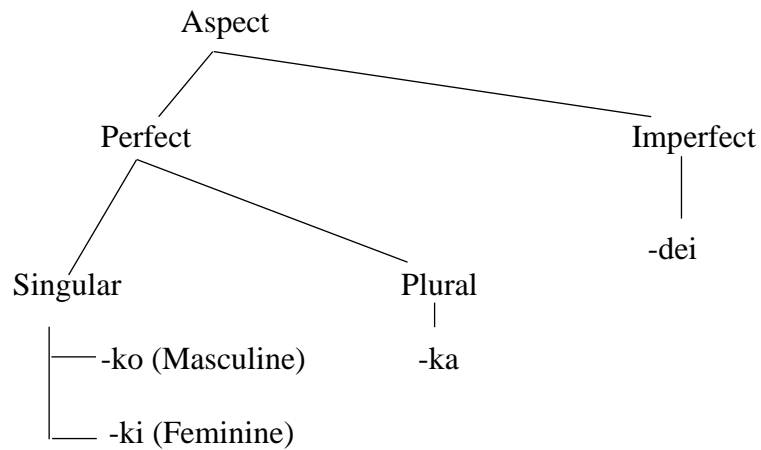 Aspect
Perfect Imperfect
-dei
Singular Plural
-ko (Masculine) -ka
-ki (Feminine)